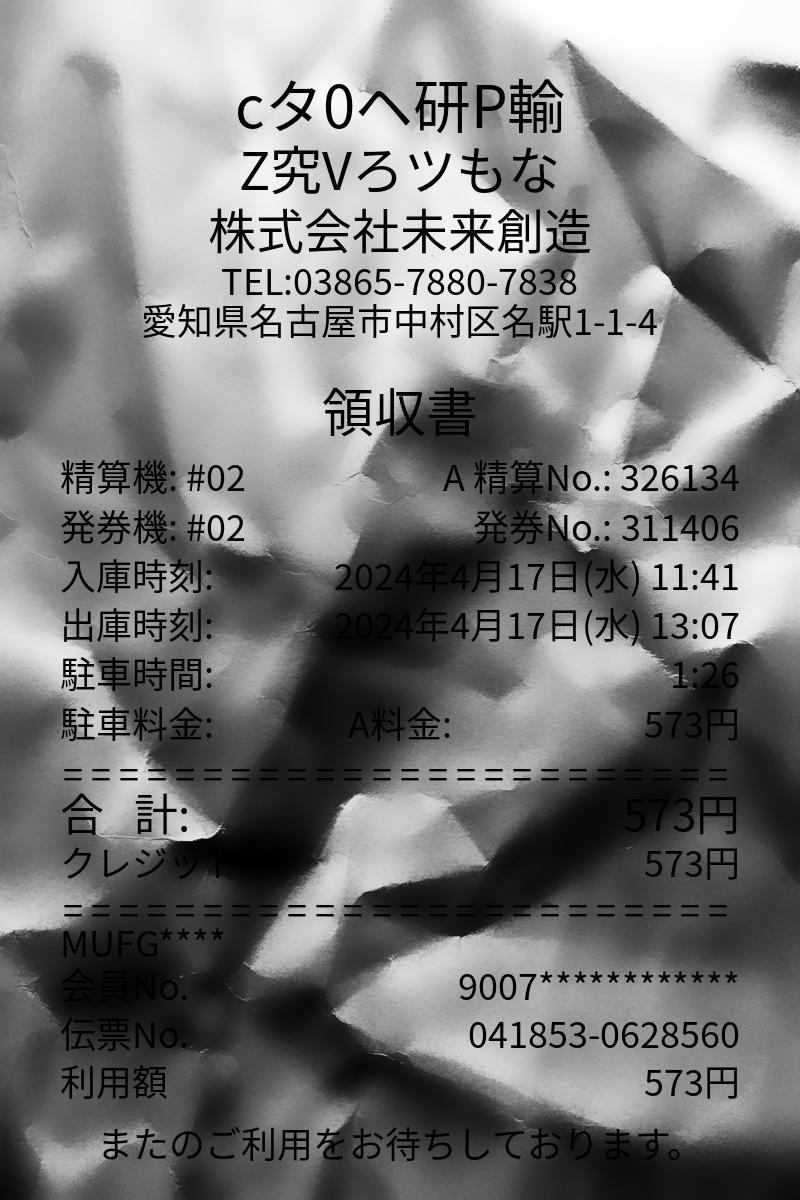 cタ0ヘ研P輸
Z究Vろツもな
株式会社未来創造
TEL:03865-7880-7838
愛知県名古屋市中村区名駅1-1-4
領収書
精算機: #02 A 精算No.: 326134
発券機: #02 発券No.: 311406
入庫時刻: 2024年4月17日(水) 11:41
出庫時刻: 2024年4月17日(水) 13:07
駐車時間: 1:26
駐車料金: A料金: 573円
========================
合 計: 573円
クレジット 573円
========================
MUFG****
会員No. 9007************
伝票No. 041853-0628560
利用額 573円
またのご利用をお待ちしております。